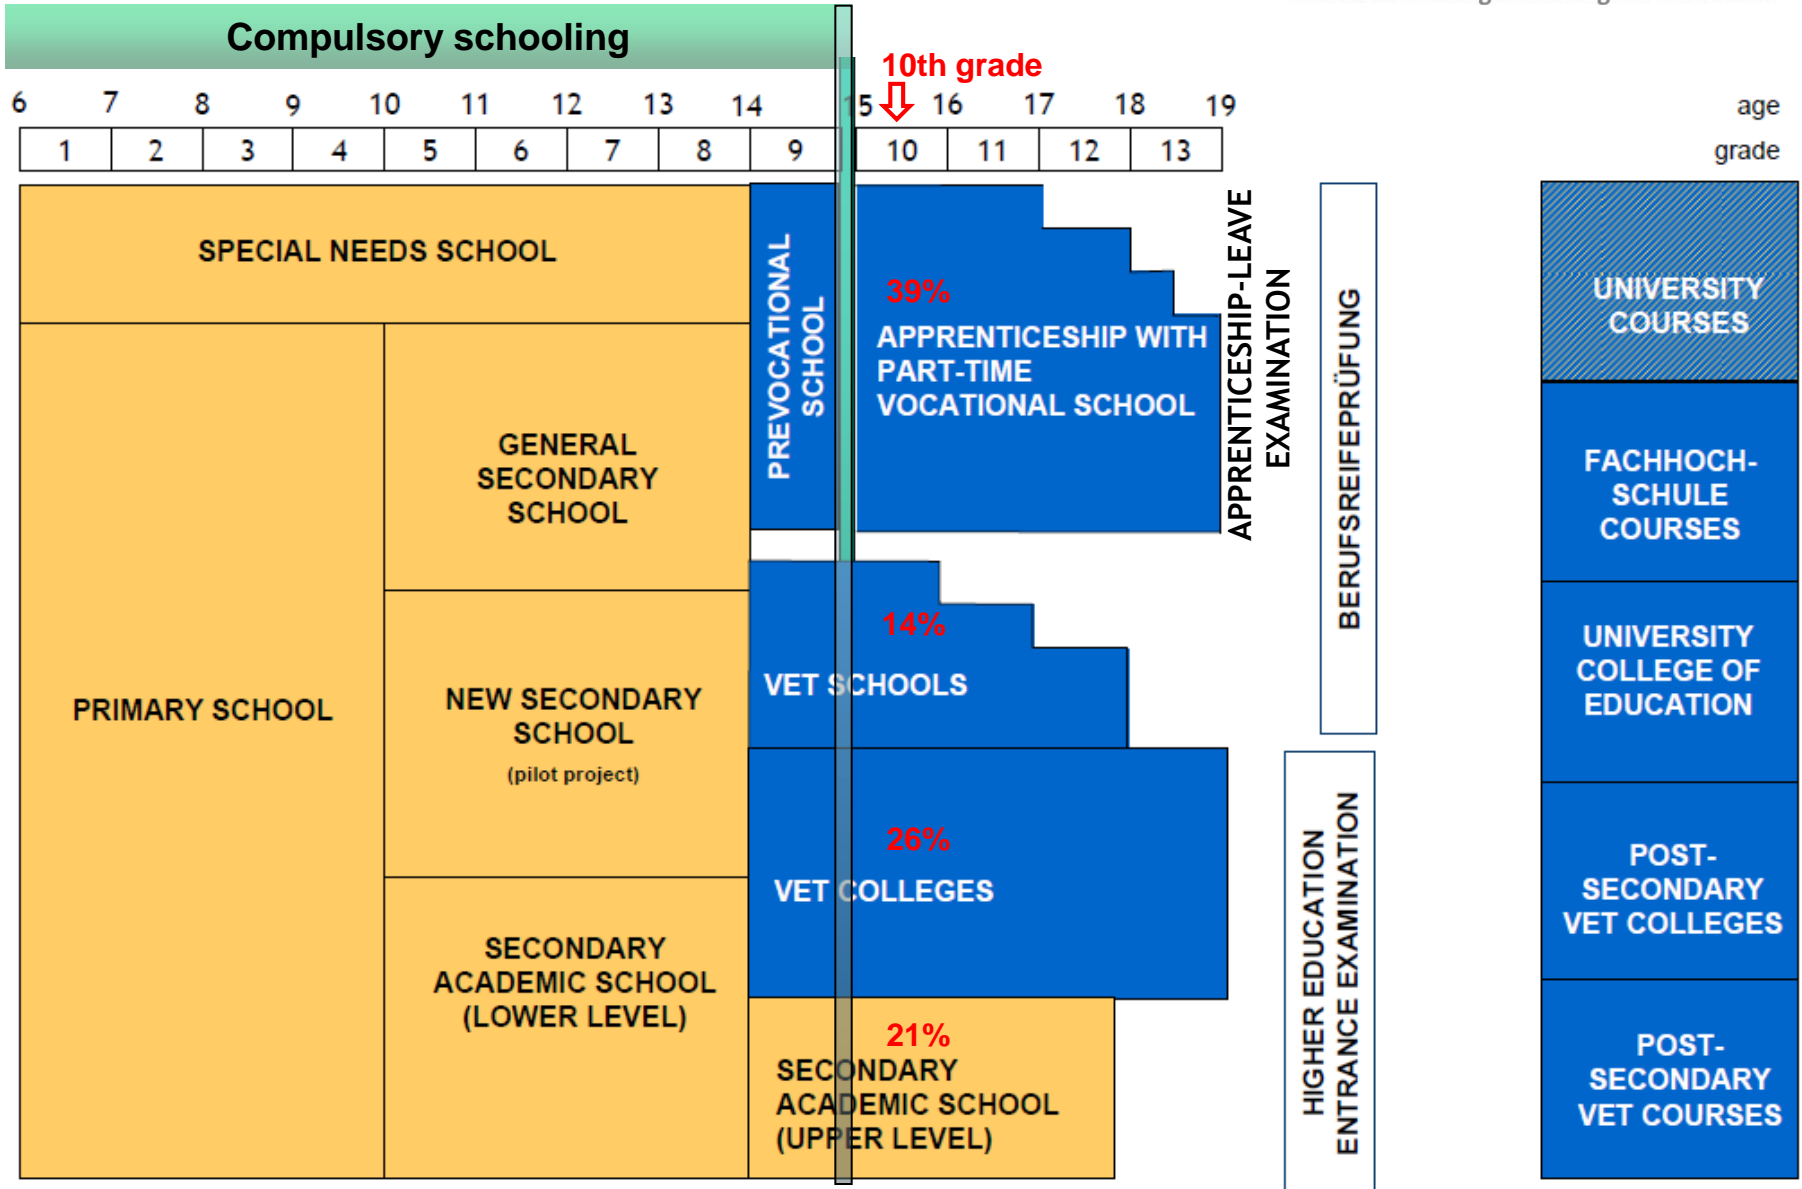 Compulsory schooling
10th grade
6 7 8 9 10 11 12 13 14 15 16 17 18 19 age
1 2 3 4 5 6 7 8 9 10 11 12 13 grade
SPECIAL NEEDS SCHOOL
PRIMARY SCHOOL
GENERAL
SECONDARY
SCHOOL
NEW SECONDARY
SCHOOL
(pilot project)
SECONDARY
ACADEMIC SCHOOL
(LOWER LEVEL)
PREVOCATIONAL
SCHOOL
39%
APPRENTICESHIP WITH
PART-TIME
VOCATIONAL SCHOOL
14%
VET SCHOOLS
26%
VET COLLEGES
21%
SECONDARY
ACADEMIC SCHOOL
(UPPER LEVEL)
APPRENTICESHIP-LEAVE
EXAMINATION
BERUFSREIFEPRÜFUNG
HIGHER EDUCATION
ENTRANCE EXAMINATION
UNIVERSITY
COURSES
FACHHOCH-
SCHULE
COURSES
UNIVERSITY
COLLEGE OF
EDUCATION
POST-
SECONDARY
VET COLLEGES
POST-
SECONDARY
VET COURSES